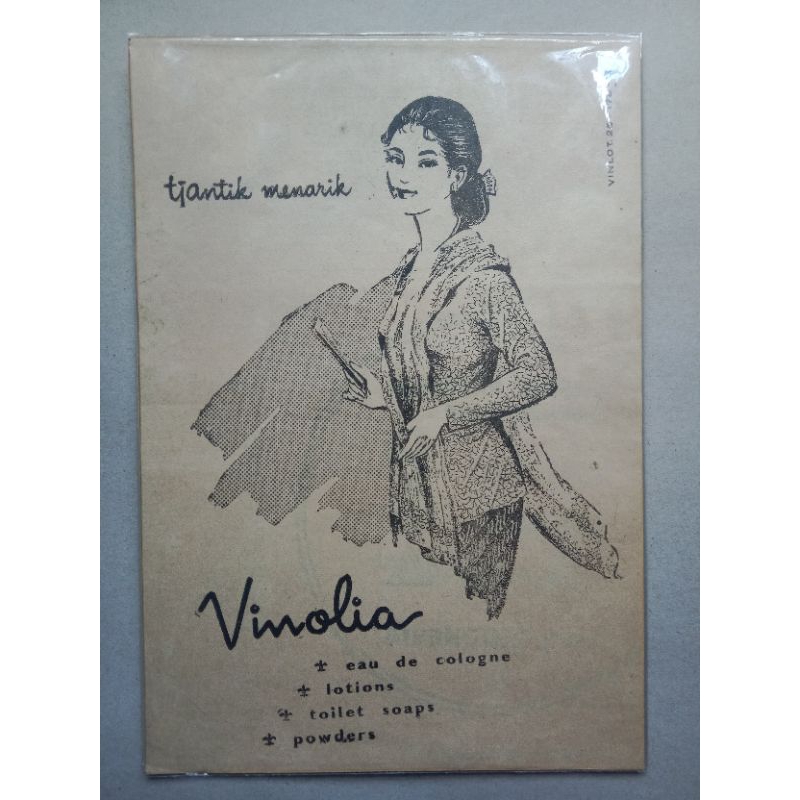 tjantik menarik
Vinolia
eau de cologne
lotions
toilet soaps
powders